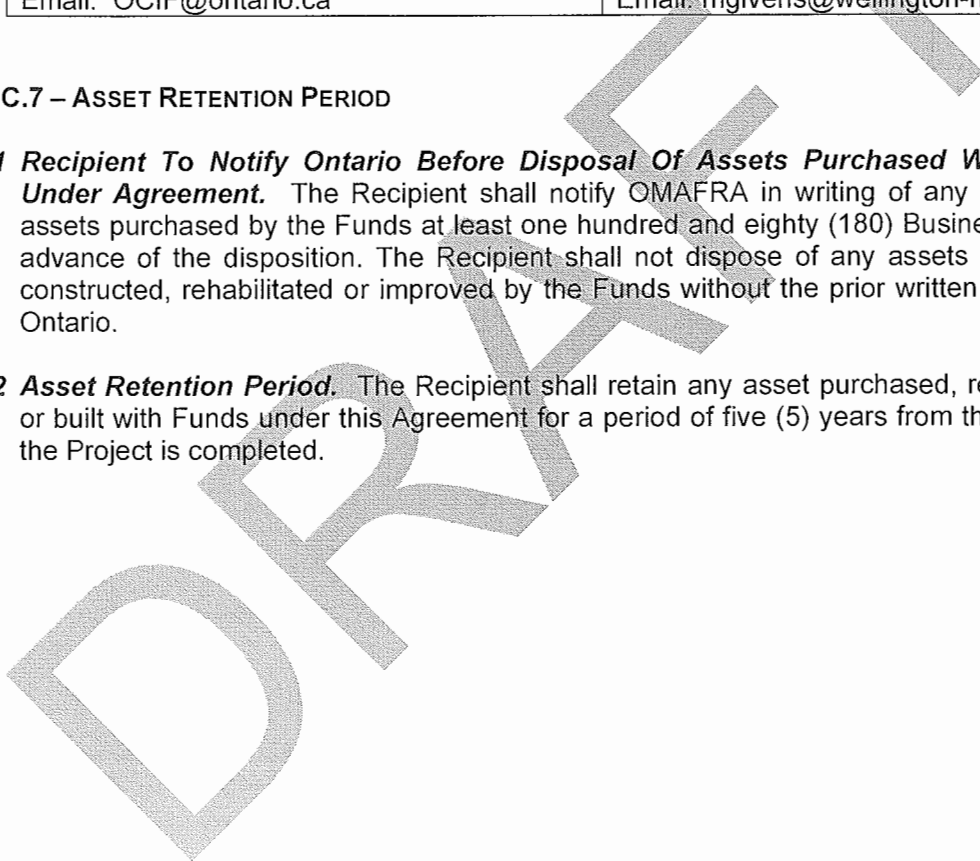 Email: OCIF@ontario.ca
Email: mgivens@wellington-
C.7 – ASSET RETENTION PERIOD
Recipient To Notify Ontario Before Disposal Of Assets Purchased
Under Agreement. The Recipient shall notify OMAFRA in writing of any
assets purchased by the Funds at least one hundred and eighty (180)
advance of the disposition. The Recipient shall not dispose of any assets
constructed, rehabilitated or improved by the Funds without the prior written
Ontario.
2 Asset Retention Period. The Recipient shall retain any asset purchased,
or built with Funds under this Agreement for a period of five (5) years from
the Project is completed.
DRAFT